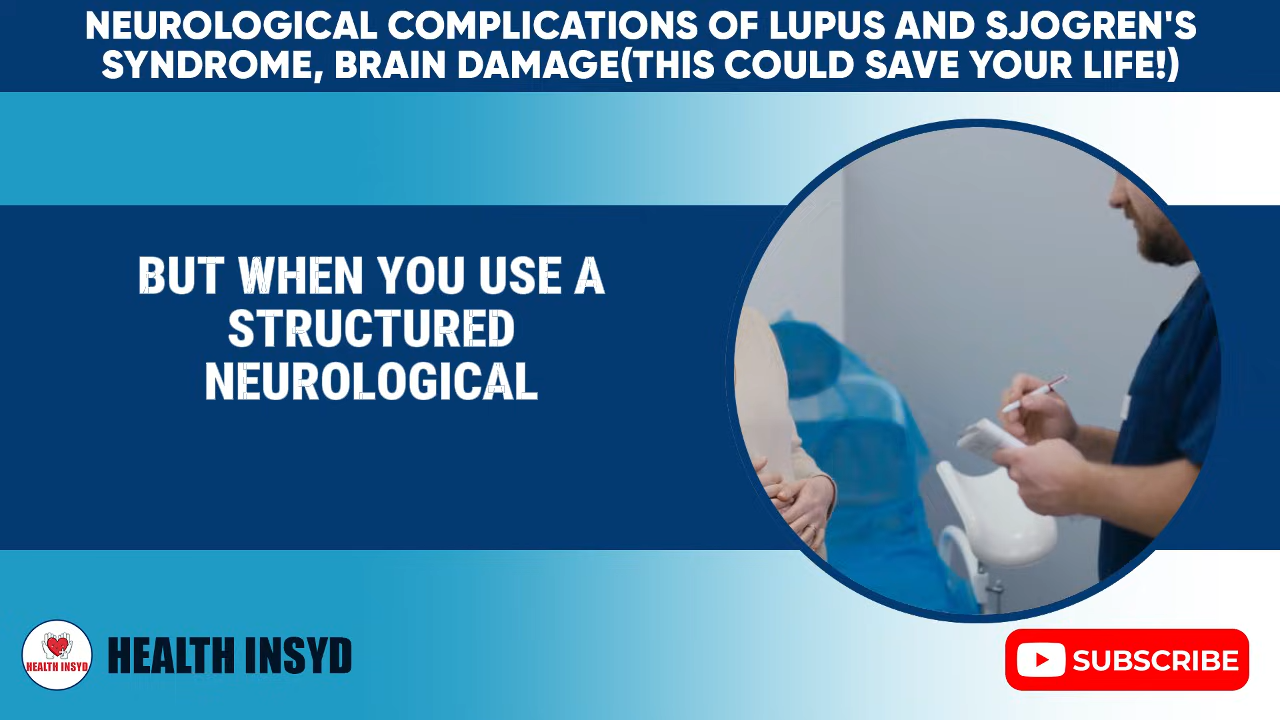 NEUROLOGICAL COMPLICATIONS OF LUPUS AND SJOGREN'S
SYNDROME, BRAIN DAMAGE(THIS COULD SAVE YOUR LIFE!)
BUT WHEN YOU USE A
STRUCTURED
NEUROLOGICAL
HEALTH INSYD
HEALTH INSYD
SUBSCRIBE